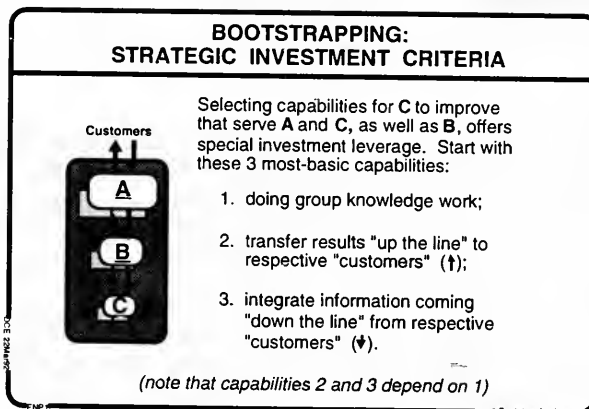 BOOTSTRAPPING:
STRATEGIC INVESTMENT CRITERIA
Customers
A
B
C
Selecting capabilities for C to improve
that serve A and C, as well as B, offers
special investment leverage. Start with
these 3 most-basic capabilities:
1. doing group knowledge work;
2. transfer results "up the line" to
respective "customers" (↑);
3. integrate information coming
"down the line" from respective
"customers" (↓).
(note that capabilities 2 and 3 depend on 1)
DCE 22Mar92